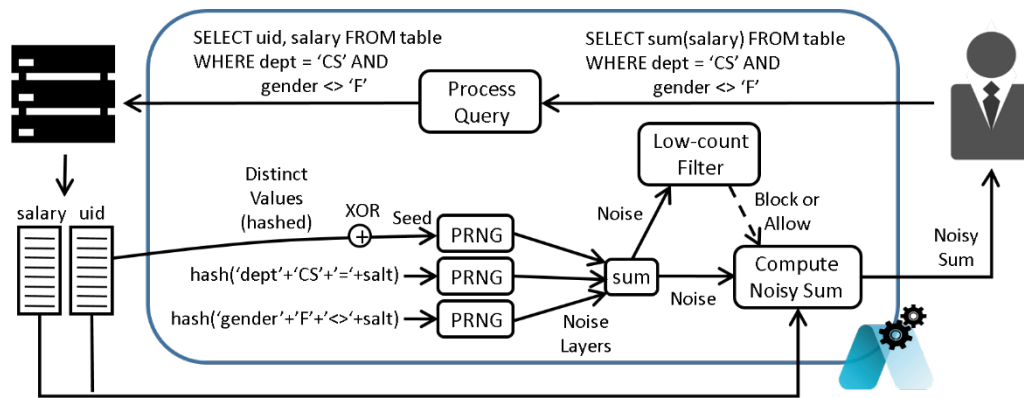 SELECT uid, salary FROM table
WHERE dept = ‘CS’ AND
gender <> ‘F’
SELECT sum(salary) FROM table
WHERE dept = ‘CS’ AND
gender <> ‘F’
Process
Query
Low-count
Filter
Distinct
Values
(hashed)
XOR
Seed
PRNG
Noise
Block or
Allow
salary uid
hash(‘dept’+‘CS’+’=‘+salt)
PRNG
sum
Noise
Compute
Noisy Sum
Noisy
Sum
hash(‘gender’+’F’+’<>‘+salt)
PRNG
Noise
Layers